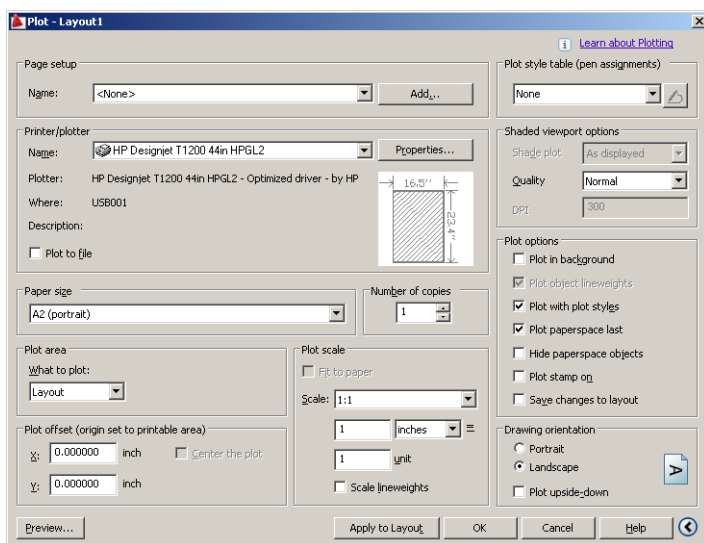 Plot - Layout1
Learn about Plotting
Page setup
Name: <None> Add...
Plot style table (pen assignments)
None
Printer/plotter
Name: HP Designjet T1200 44in HPGL2 Properties...
Plotter: HP Designjet T1200 44in HPGL2 - Optimized driver - by HP
Where: USB001
Description:
Plot to file
16.5''
23.4''
Shaded viewport options
Shade plot As displayed
Quality Normal
DPI 300
Paper size
A2 (portrait)
Number of copies
1
Plot options
Plot in background
Plot object lineweights
Plot with plot styles
Plot paperspace last
Hide paperspace objects
Plot stamp on
Save changes to layout
Plot area
What to plot:
Layout
Plot scale
Fit to paper
Scale: 1:1
1 inches =
1 unit
Scale lineweights
Plot offset (origin set to printable area)
X: 0.000000 inch Center the plot
Y: 0.000000 inch
Drawing orientation
Portrait
Landscape
Plot upside-down
A
Preview... Apply to Layout OK Cancel Help